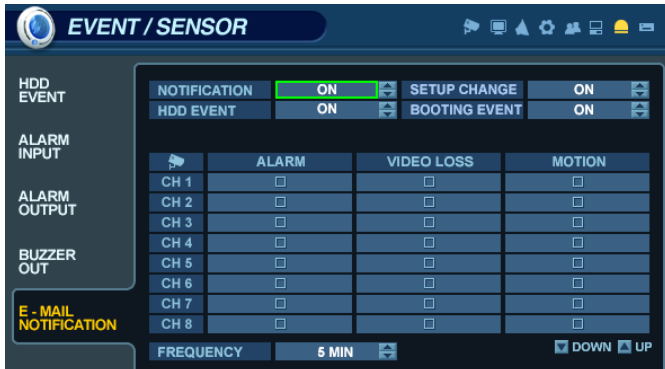 EVENT / SENSOR
HDD
EVENT
ALARM
INPUT
ALARM
OUTPUT
BUZZER
OUT
E - MAIL
NOTIFICATION
NOTIFICATION ON SETUP CHANGE ON
HDD EVENT ON BOOTING EVENT ON
ALARM VIDEO LOSS MOTION
CH 1
CH 2
CH 3
CH 4
CH 5
CH 6
CH 7
CH 8
FREQUENCY 5 MIN DOWN UP